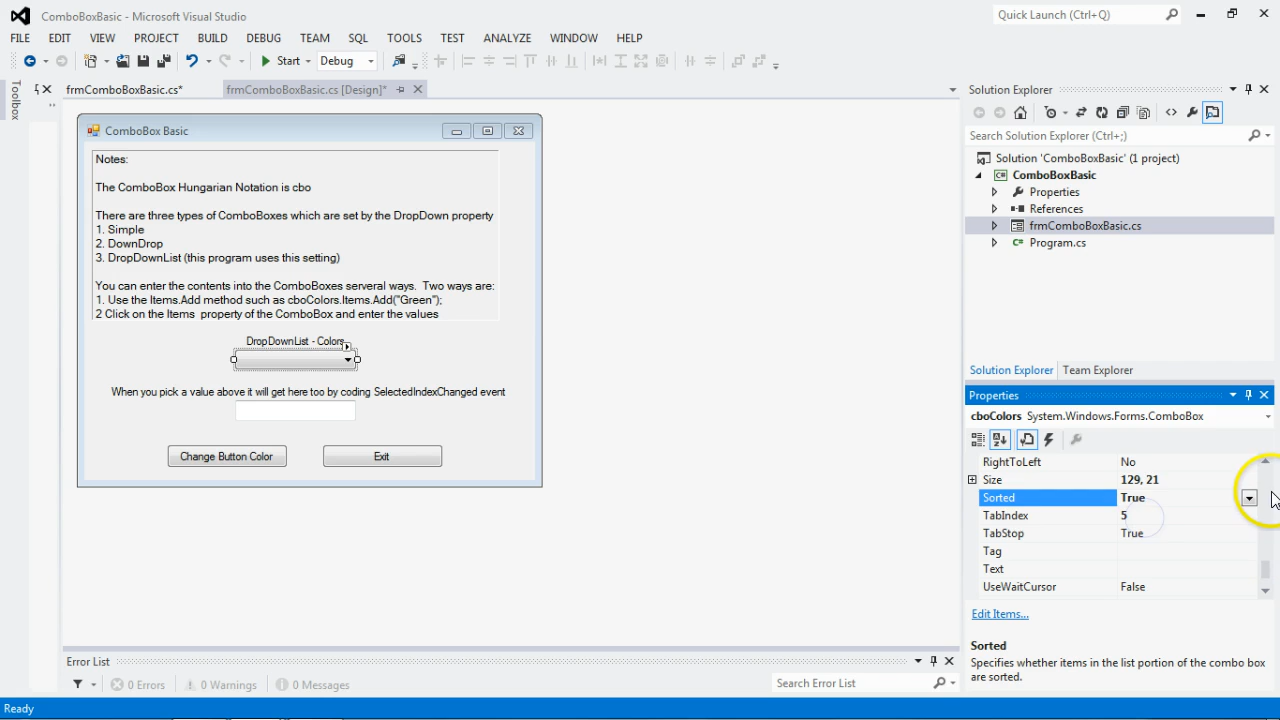 ComboBoxBasic - Microsoft Visual Studio
Quick Launch (Ctrl+Q)
FILE EDIT VIEW PROJECT BUILD DEBUG TEAM SQL TOOLS TEST ANALYZE WINDOW HELP
Start Debug
Toolbox
frmComboBoxBasic.cs*
frmComboBoxBasic.cs [Design]*
ComboBox Basic
Notes:
The ComboBox Hungarian Notation is cbo
There are three types of ComboBoxes which are set by the DropDown property
1. Simple
2. DownDrop
3. DropDownList (this program uses this setting)
You can enter the contents into the ComboBoxes serveral ways. Two ways are:
1. Use the Items.Add method such as cboColors.Items.Add("Green");
2 Click on the Items property of the ComboBox and enter the values
DropDownList - Colors
When you pick a value above it will get here too by coding SelectedIndexChanged event
Change Button Color
Exit
Solution Explorer
Search Solution Explorer (Ctrl+;)
Solution 'ComboBoxBasic' (1 project)
ComboBoxBasic
Properties
References
frmComboBoxBasic.cs
Program.cs
Solution Explorer Team Explorer
Properties
cboColors System.Windows.Forms.ComboBox
RightToLeft No
Size 129, 21
Sorted True
TabIndex 5
TabStop True
Tag
Text
UseWaitCursor False
Edit Items...
Sorted
Specifies whether items in the list portion of the combo box
are sorted.
Error List
0 Errors 0 Warnings 0 Messages
Search Error List
Ready